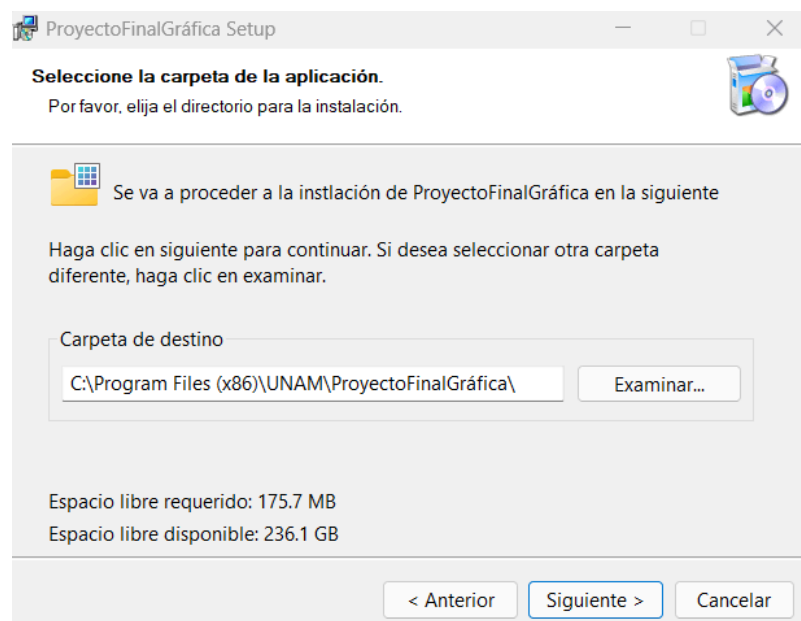 ProyectoFinalGráfica Setup
Seleccione la carpeta de la aplicación.
Por favor, elija el directorio para la instalación.
Se va a proceder a la instlación de ProyectoFinalGráfica en la siguiente
Haga clic en siguiente para continuar. Si desea seleccionar otra carpeta
diferente, haga clic en examinar.
Carpeta de destino
C:\Program Files (x86)\UNAM\ProyectoFinalGráfica\
Examinar...
Espacio libre requerido: 175.7 MB
Espacio libre disponible: 236.1 GB
< Anterior
Siguiente >
Cancelar